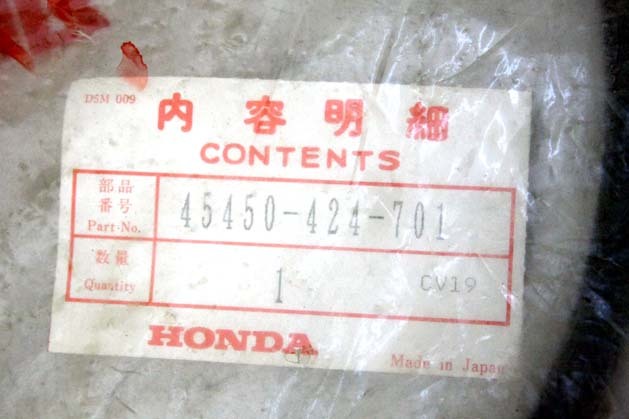 DSM 009
内容明細
CONTENTS
部品
番号
Part-No.
45450-424-701
数量
Quantity
1
CV19
HONDA
Made in Japan